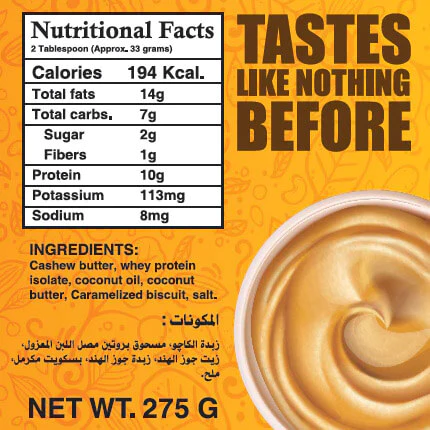 Nutritional Facts
2 Tablespoon (Approx. 33 grams)
Calories 194 Kcal.
Total fats 14g
Total carbs. 7g
Sugar 2g
Fibers 1g
Protein 10g
Potassium 113mg
Sodium 8mg
TASTES
LIKE NOTHING
BEFORE
INGREDIENTS:
Cashew butter, whey protein
isolate, coconut oil, coconut
butter, Caramelized biscuit, salt.
المكونات :
زبدة الكاچو، مسحوق بروتين مصل اللبن المعزول،
زيت جوز الهند، زبدة جوز الهند، بسكويت مكرمل،
ملح.
NET WT. 275 G